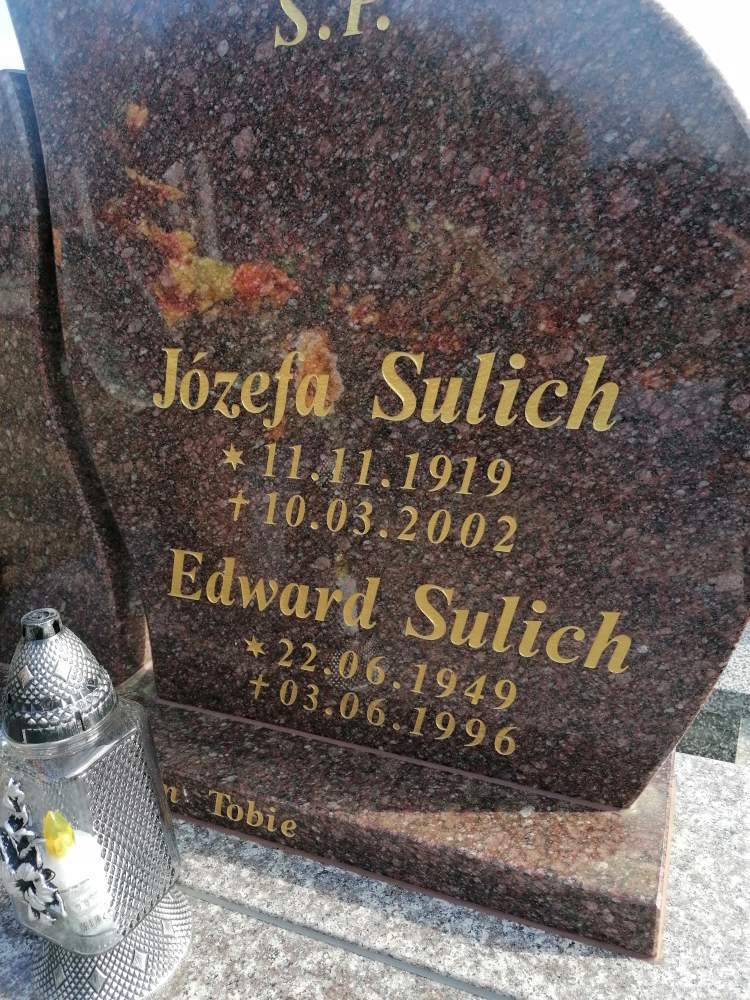 Ś.P.
Józefa Sulich
* 11.11.1919
† 10.03.2002
Edward Sulich
* 22.06.1949
† 03.06.1996
Tobie